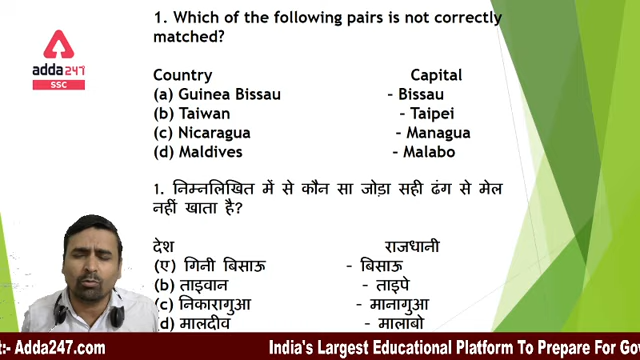 1. Which of the following pairs is not correctly
matched?
adda247
SSC
Country Capital
(a) Guinea Bissau – Bissau
(b) Taiwan – Taipei
(c) Nicaragua – Managua
(d) Maldives – Malabo
1. निम्नलिखित में से कौन सा जोड़ा सही ढंग से मेल
नहीं खाता है?
देश राजधानी
(ए) गिनी बिसाऊ – बिसाऊ
(b) ताइवान – ताइपे
(c) निकारागुआ – मानागुआ
(d) मालदीव – मालाबो
t:- Adda247.com India's Largest Educational Platform To Prepare For Gov